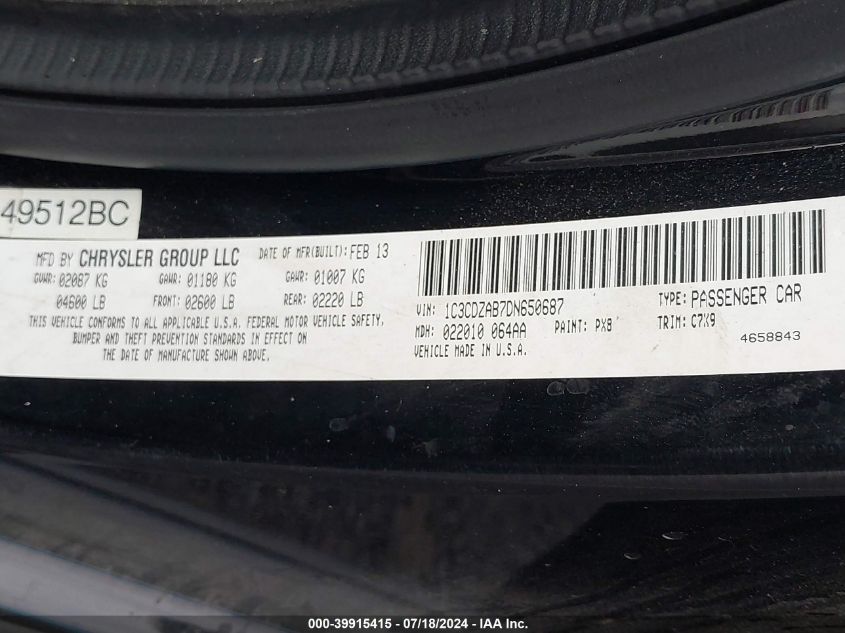 49512BC
MFD BY CHRYSLER GROUP LLC DATE OF MFR(BUILT): FEB 13
GVWR: 02087 KG GAWR: 01180 KG GAWR: 01007 KG
04600 LB FRONT: 02600 LB REAR: 02220 LB
THIS VEHICLE CONFORMS TO ALL APPLICABLE U.S.A. FEDERAL MOTOR VEHICLE SAFETY,
BUMPER AND THEFT PREVENTION STANDARDS IN EFFECT ON
THE DATE OF MANUFACTURE SHOWN ABOVE.
VIN: 1C3CDZAB7DN650687 TYPE: PASSENGER CAR
MDH: 022010 064AA PAINT: PX8 TRIM: C7X9
VEHICLE MADE IN U.S.A. 4658843
000-39915415 - 07/18/2024 - IAA Inc.